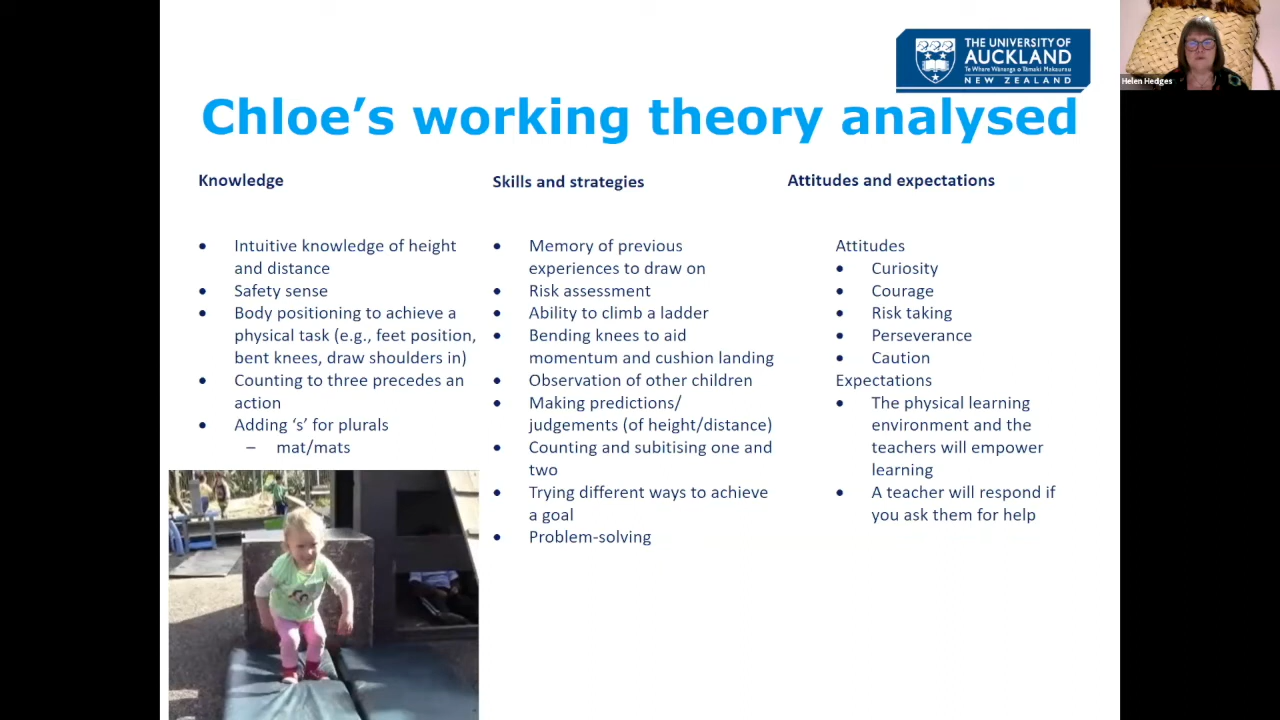 THE UNIVERSITY OF
AUCKLAND
Te Whare Wānanga o Tāmaki Makaurau
NEW ZEALAND
Helen Hedges
Chloe’s working theory analysed
Knowledge
• Intuitive knowledge of height
and distance
• Safety sense
• Body positioning to achieve a
physical task (e.g., feet position,
bent knees, draw shoulders in)
• Counting to three precedes an
action
• Adding ‘s’ for plurals
– mat/mats
Skills and strategies
• Memory of previous
experiences to draw on
• Risk assessment
• Ability to climb a ladder
• Bending knees to aid
momentum and cushion landing
• Observation of other children
• Making predictions/
judgements (of height/distance)
• Counting and subitising one and
two
• Trying different ways to achieve
a goal
• Problem-solving
Attitudes and expectations
Attitudes
• Curiosity
• Courage
• Risk taking
• Perseverance
• Caution
Expectations
• The physical learning
environment and the
teachers will empower
learning
• A teacher will respond if
you ask them for help